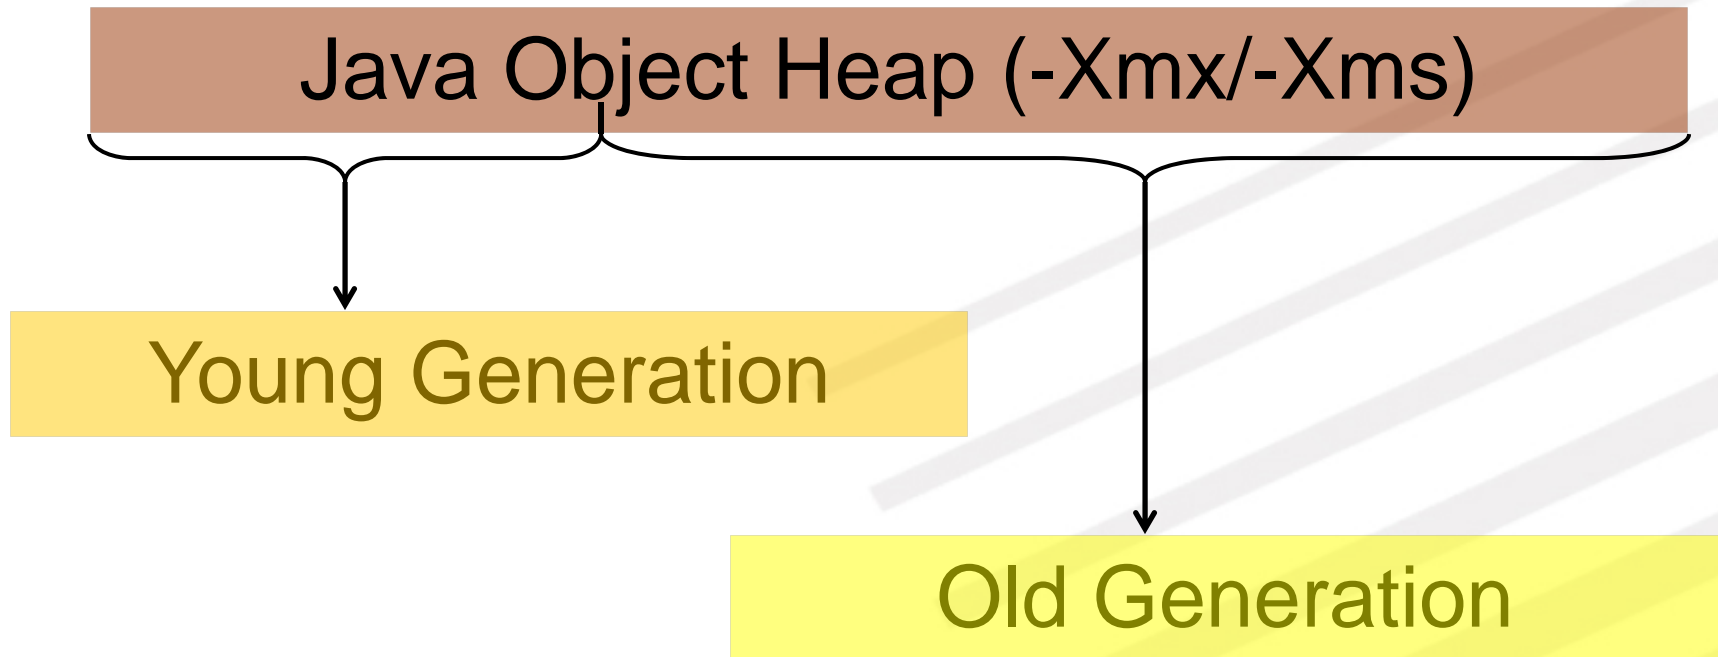 Java Object Heap (-Xmx/-Xms)
Young Generation
Old Generation